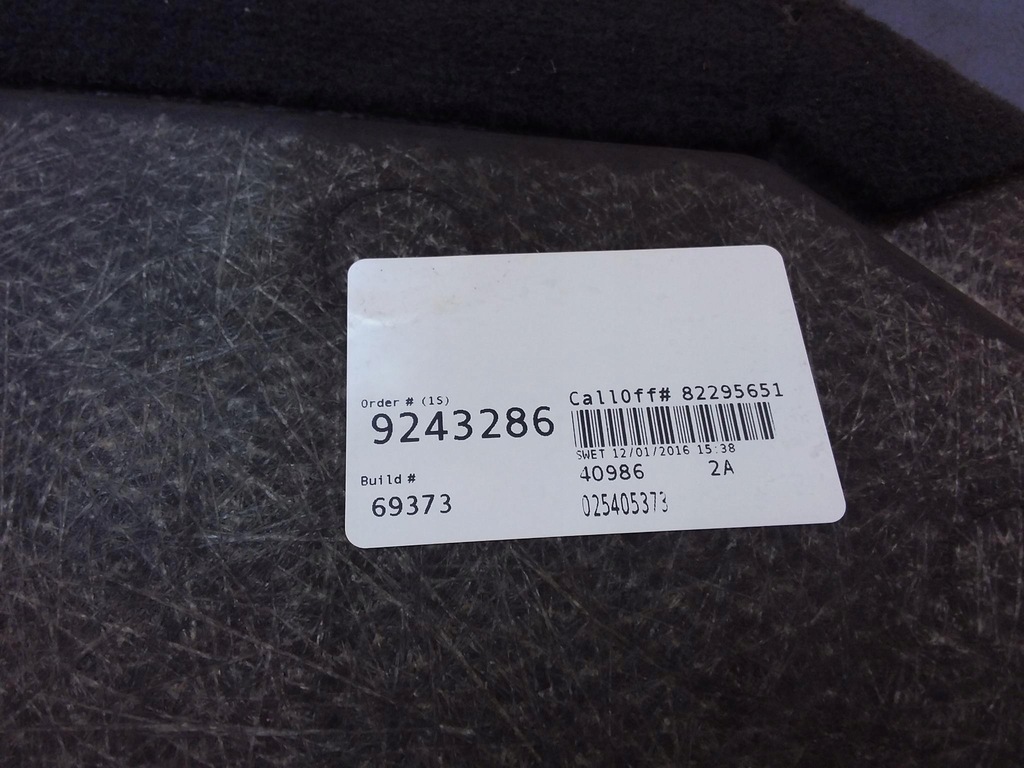 Order # (1S)
9243286
Build #
69373
CallOff# 82295651
SWET 12/01/2016 15:38
40986 2A
025405373